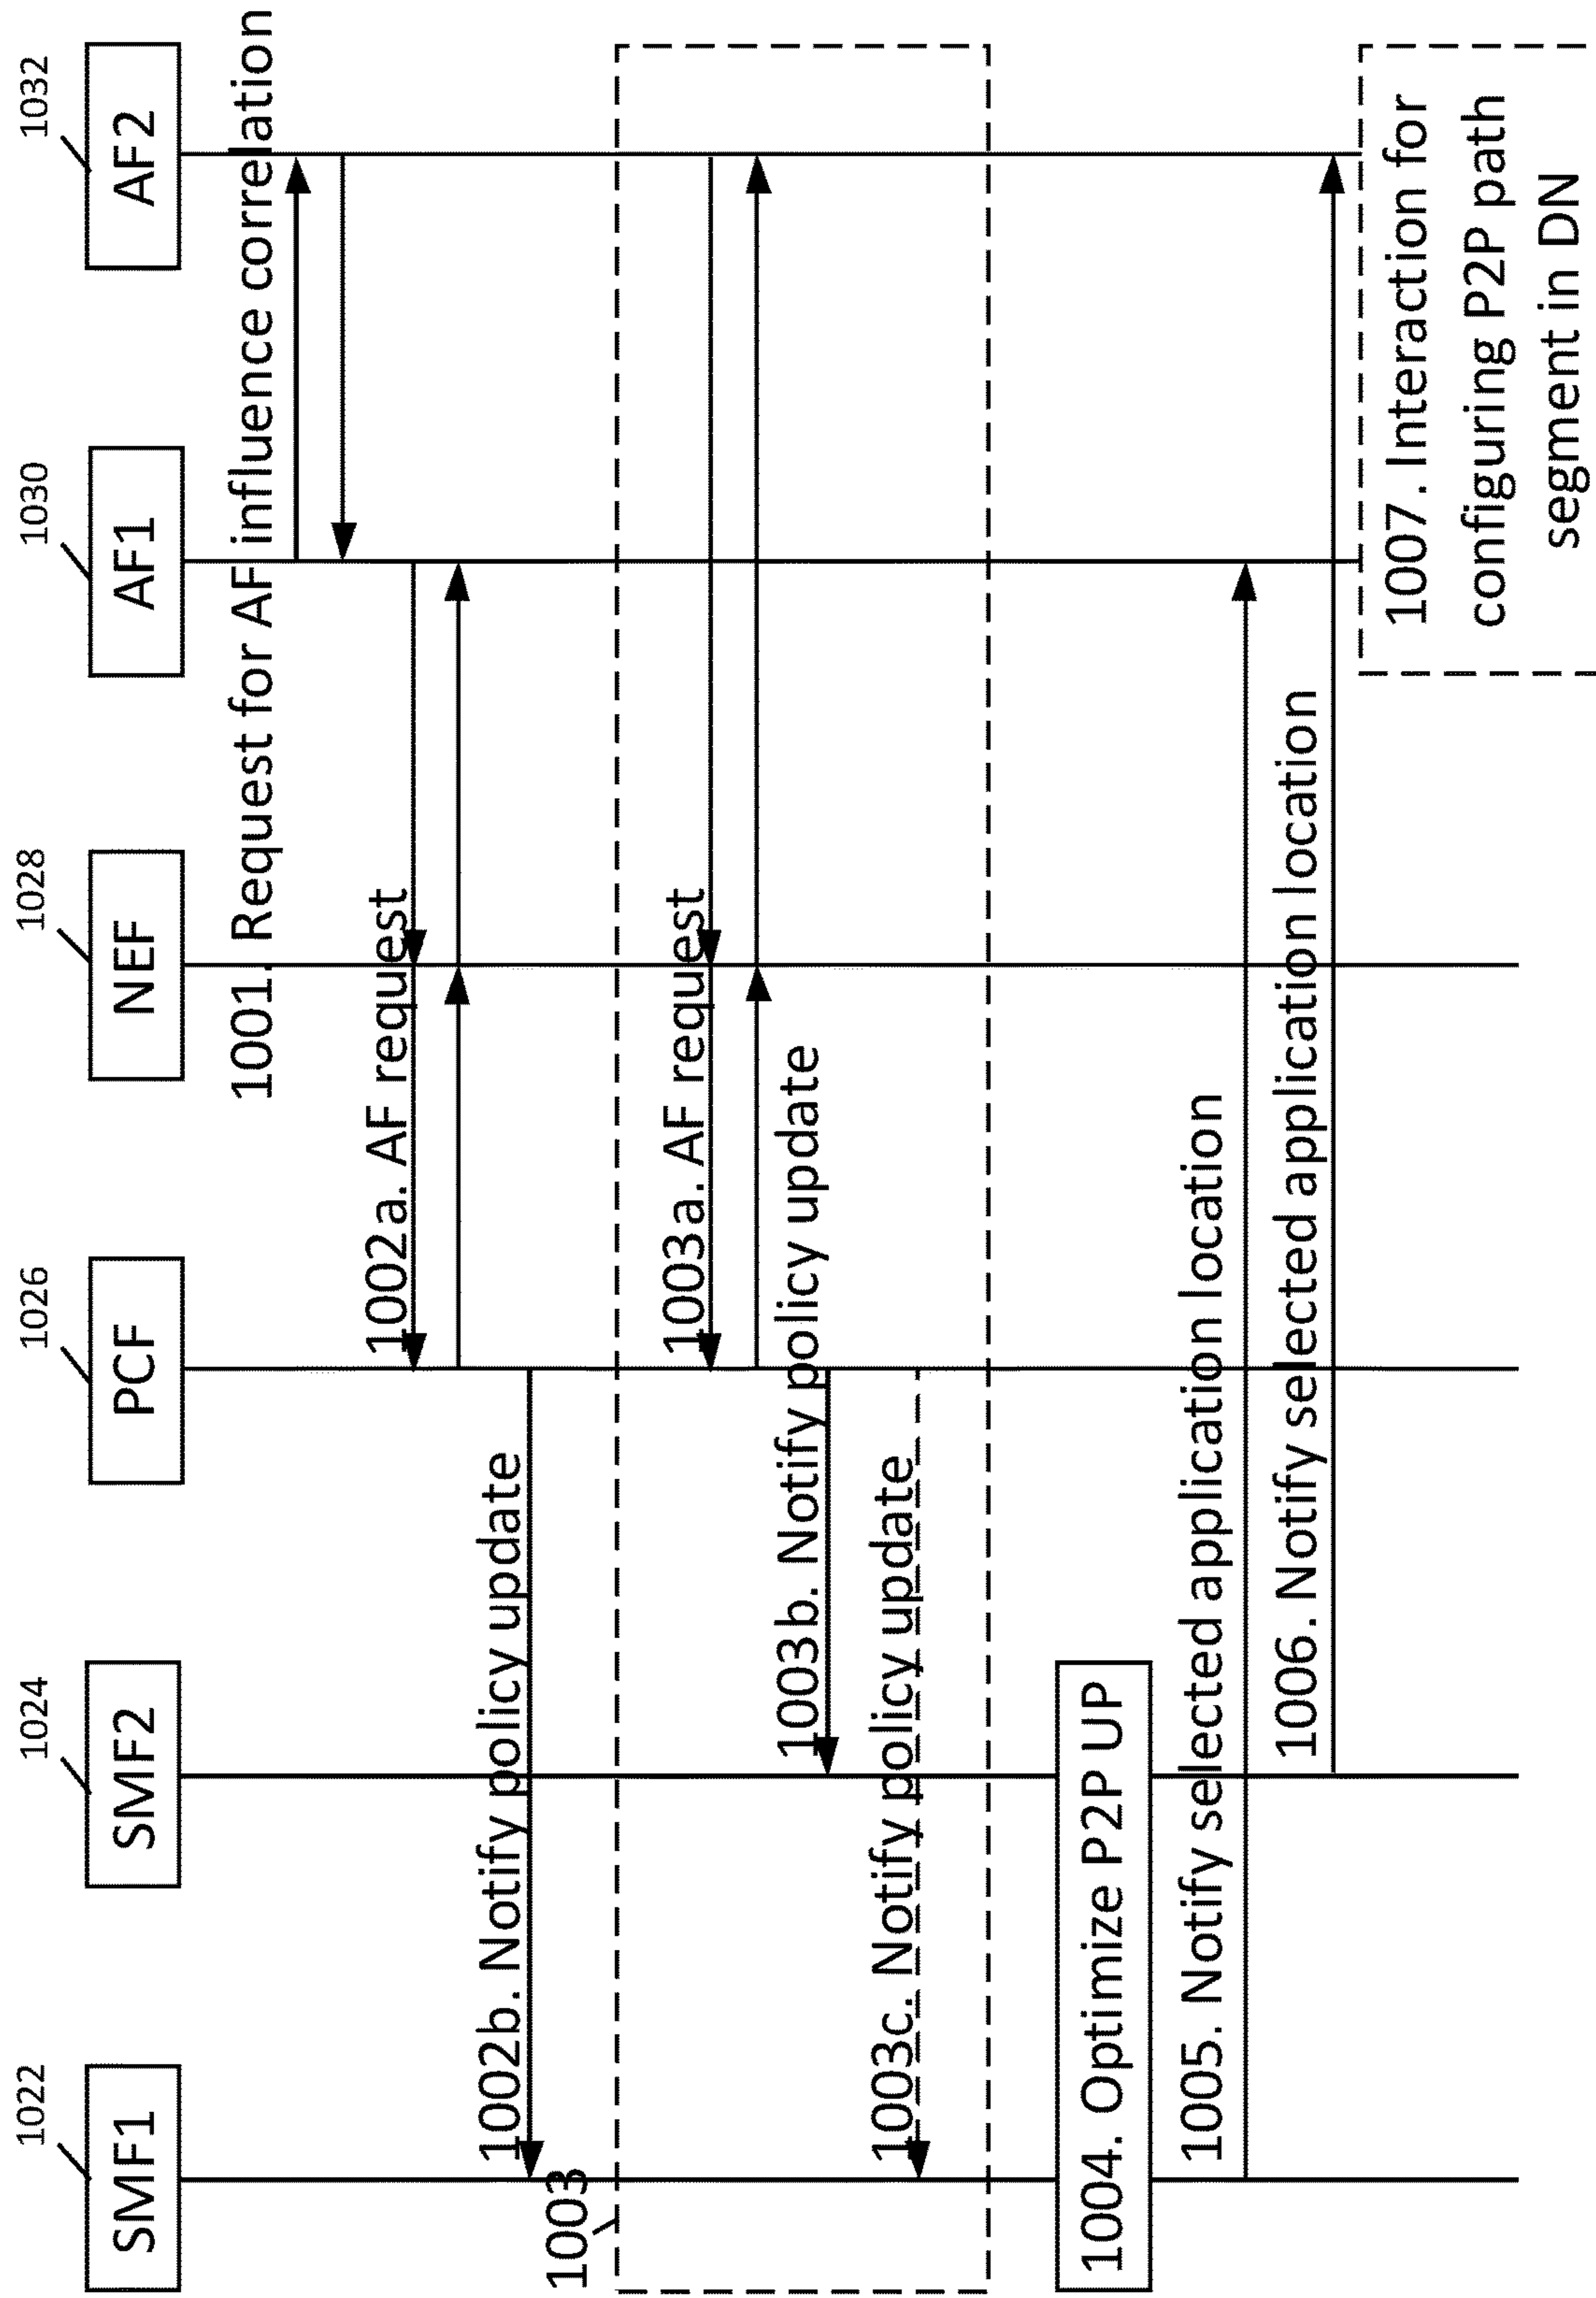 1022
1024
1026
1028
1030
1032
SMF1
SMF2
PCF
NEF
AF1
AF2
1001. Request for AF influence correlation
1002a. AF request
1002b. Notify policy update
1003
1003a. AF request
1003b. Notify policy update
1003c. Notify policy update
1004. Optimize P2P UP
1005. Notify selected application location
1006. Notify selected application location
1007. Interaction for
configuring P2P path
segment in DN